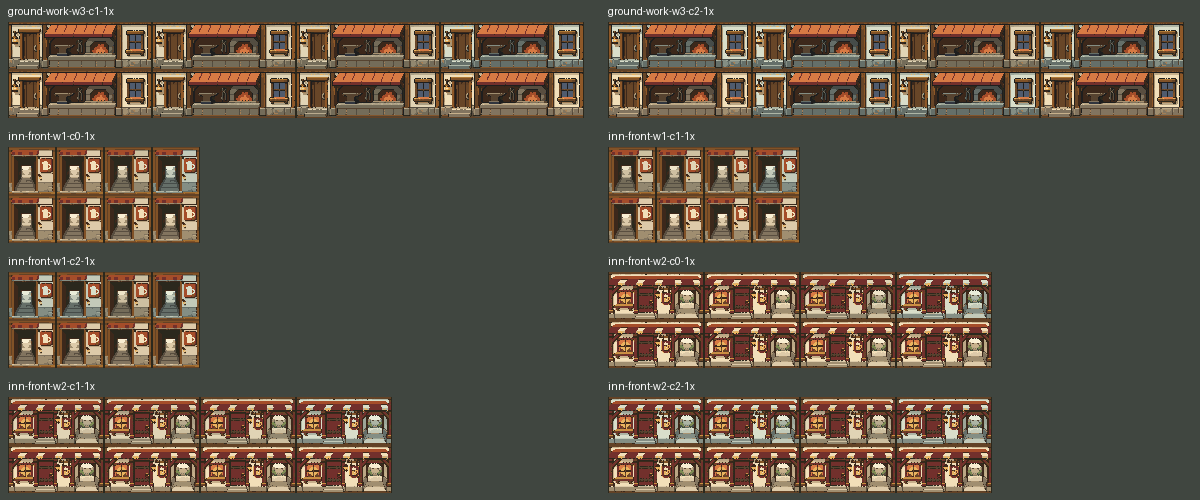 ground-work-w3-c1-1x
ground-work-w3-c2-1x
inn-front-w1-c0-1x
inn-front-w1-c1-1x
inn-front-w1-c2-1x
inn-front-w2-c0-1x
inn-front-w2-c1-1x
inn-front-w2-c2-1x